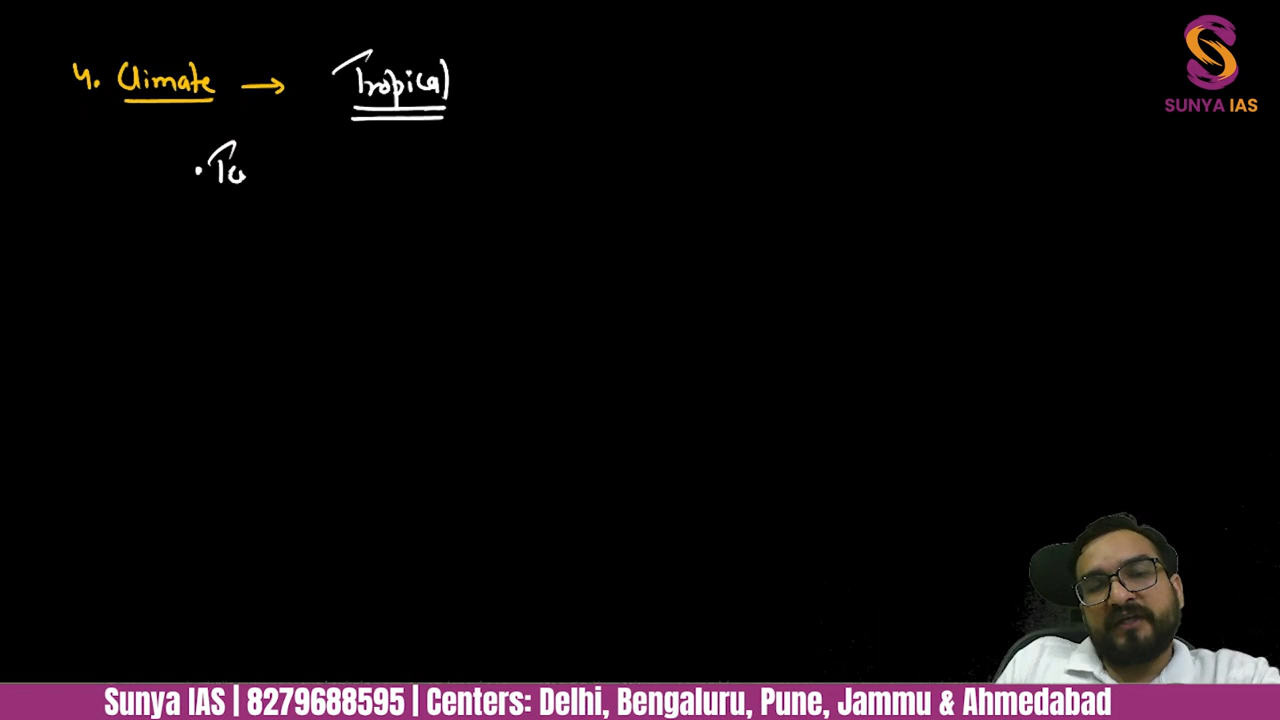 4. Climate → Tropical
SUNYA IAS
Sunya IAS | 8279688595 | Centers: Delhi, Bengaluru, Pune, Jammu & Ahmedabad